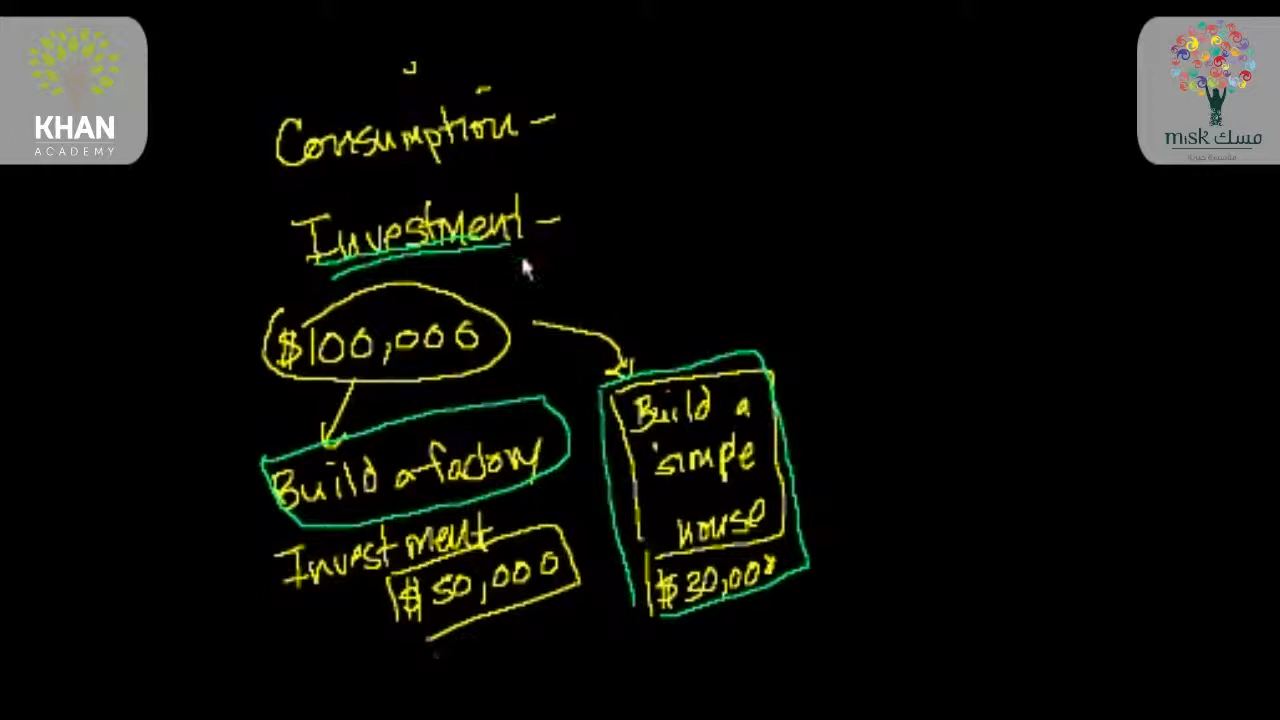 KHAN
ACADEMY
misk مسك
Consumption -
Investment -
$100,000
Build a factory
Investment
$50,000
Build a
simple
house
$30,000